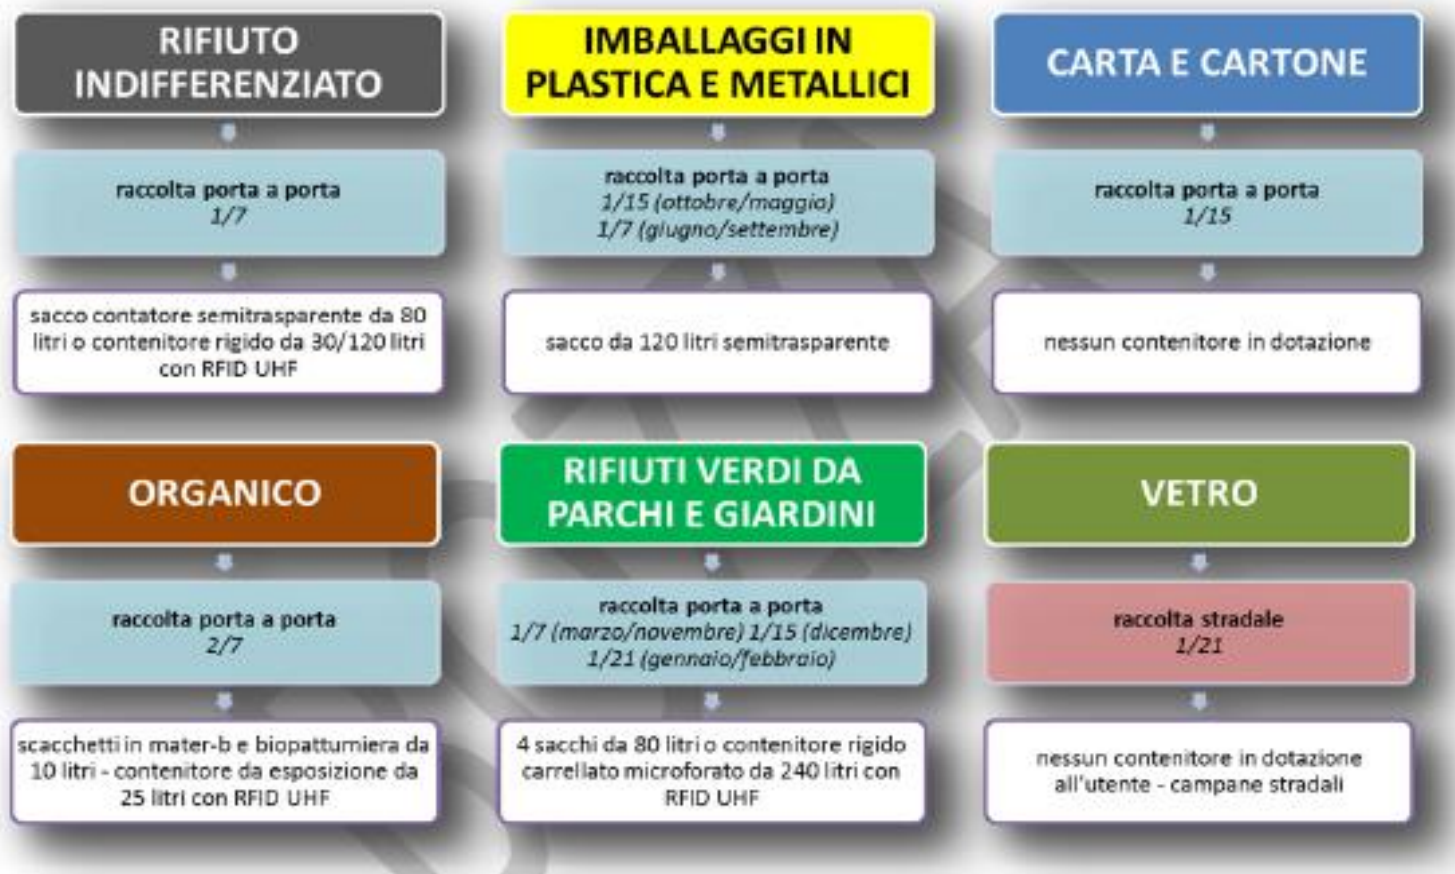 RIFIUTO
INDIFFERENZIATO
raccolta porta a porta
1/7
sacco contatore semitrasparente da 80
litri o contenitore rigido da 30/120 litri
con RFID UHF
IMBALLAGGI IN
PLASTICA E METALLICI
raccolta porta a porta
1/15 (ottobre/maggio)
1/7 (giugno/settembre)
sacco da 120 litri semitrasparente
CARTA E CARTONE
raccolta porta a porta
1/15
nessun contenitore in dotazione
ORGANICO
raccolta porta a porta
2/7
scacchetti in mater-b e biopattumiera da
10 litri - contenitore da esposizione da
25 litri con RFID UHF
RIFIUTI VERDI DA
PARCHI E GIARDINI
raccolta porta a porta
1/7 (marzo/novembre) 1/15 (dicembre)
1/21 (gennaio/febbraio)
4 sacchi da 80 litri o contenitore rigido
carrellato microforato da 240 litri con
RFID UHF
VETRO
raccolta stradale
1/21
nessun contenitore in dotazione
all'utente - campane stradali